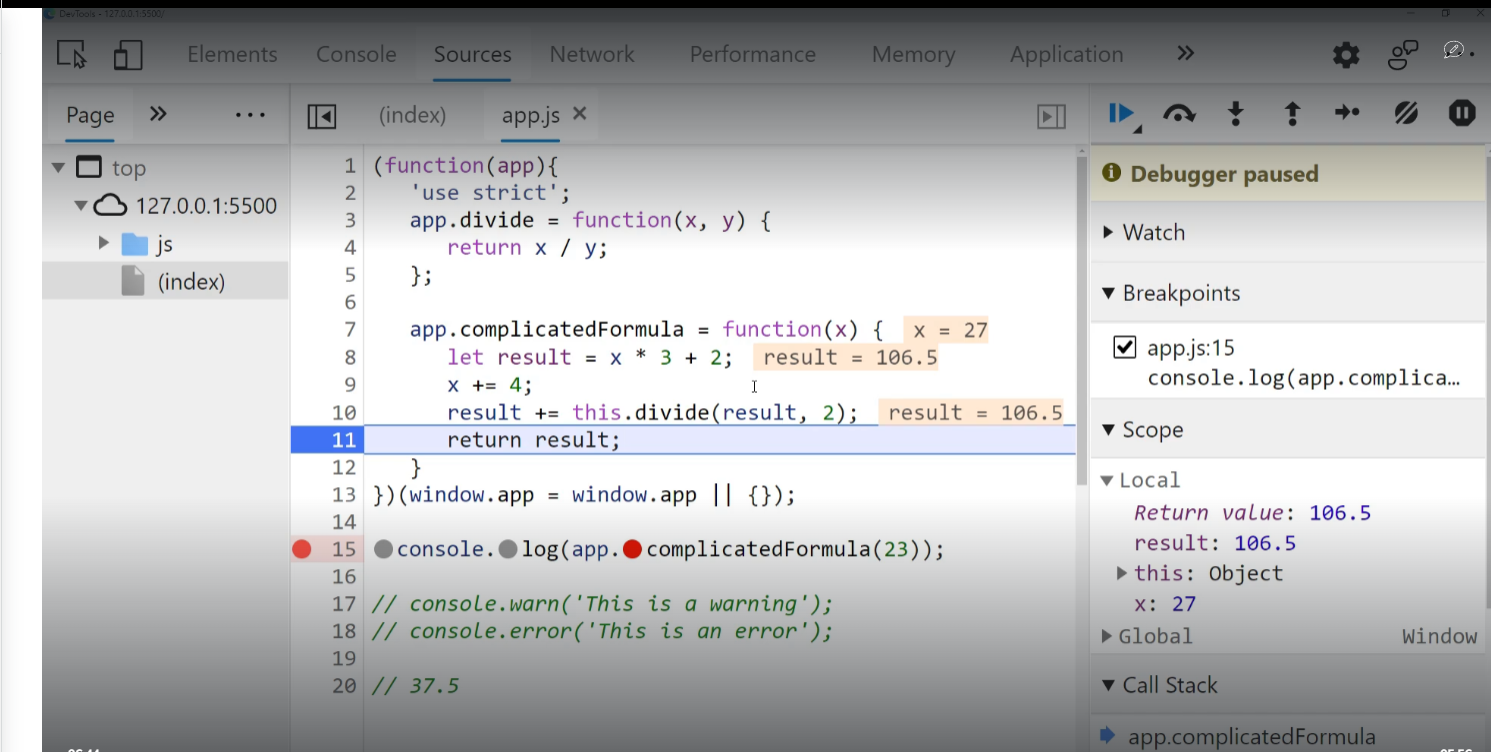 DevTools - 127.0.0.1:5500/
Elements Console Sources Network Performance Memory Application
Page
(index) app.js
top
127.0.0.1:5500
js
(index)
1 (function(app){
2 'use strict';
3 app.divide = function(x, y) {
4 return x / y;
5 };
6
7 app.complicatedFormula = function(x) { x = 27
8 let result = x * 3 + 2; result = 106.5
9 x += 4;
10 result += this.divide(result, 2); result = 106.5
11 return result;
12 }
13 })(window.app = window.app || {});
14
15 console.log(app.complicatedFormula(23));
16
17 // console.warn('This is a warning');
18 // console.error('This is an error');
19
20 // 37.5
Debugger paused
Watch
Breakpoints
app.js:15
console.log(app.complica…
Scope
Local
Return value: 106.5
result: 106.5
this: Object
x: 27
Global Window
Call Stack
app.complicatedFormula